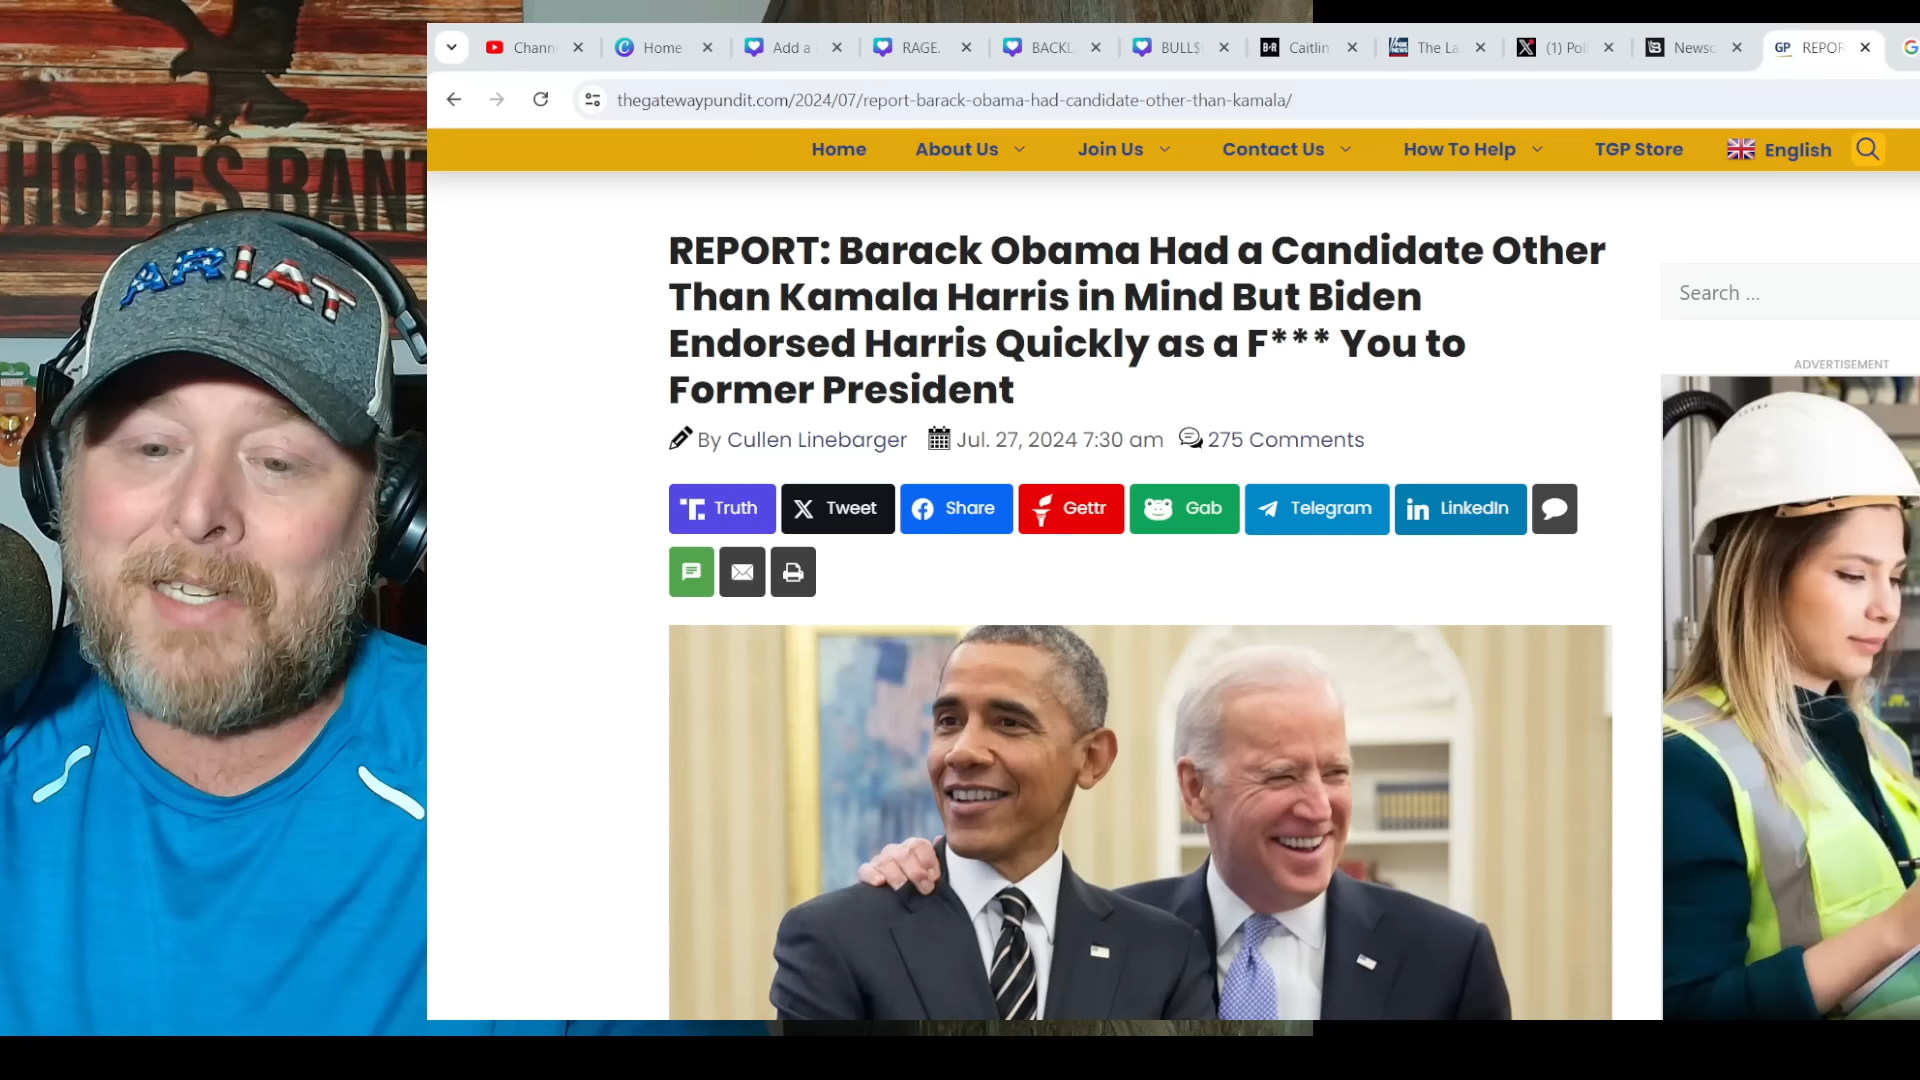 HODES RANT
ARIAT
Chann
Home
Add a
RAGE.
BACKL
BULL$
B·R
Caitlin
The La
(1) Pol
Newsc
GP
REPOR
thegatewaypundit.com/2024/07/report-barack-obama-had-candidate-other-than-kamala/
Home
About Us
Join Us
Contact Us
How To Help
TGP Store
English
REPORT: Barack Obama Had a Candidate Other
Than Kamala Harris in Mind But Biden
Endorsed Harris Quickly as a F*** You to
Former President
By Cullen Linebarger
Jul. 27, 2024 7:30 am
275 Comments
Truth
Tweet
Share
Gettr
Gab
Telegram
LinkedIn
Search ...
ADVERTISEMENT